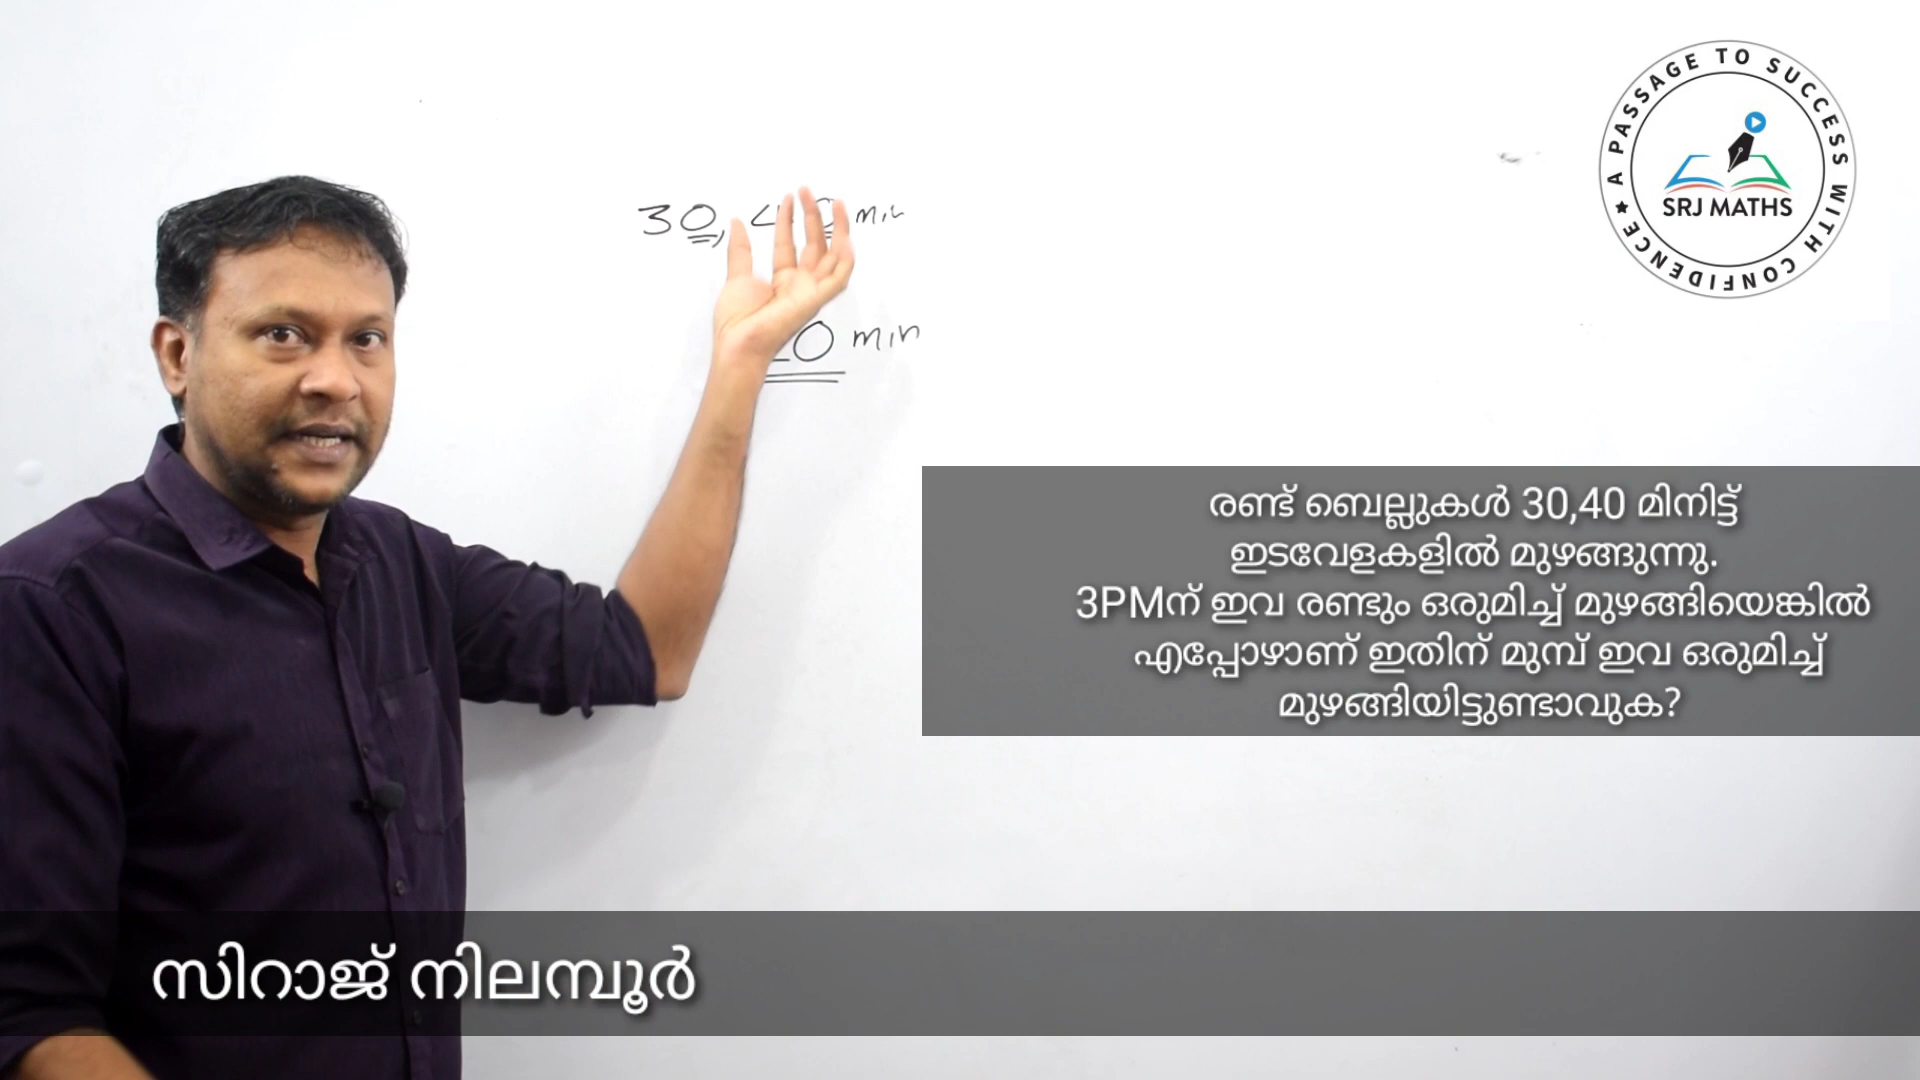 A PASSAGE TO SUCCESS WITH CONFIDENCE
SRJ MATHS
30, min
min
രണ്ട് ബെല്ലുകൾ 30,40 മിനിട്ട്
ഇടവേളകളിൽ മുഴങ്ങുന്നു.
3PMന് ഇവ രണ്ടും ഒരുമിച്ച് മുഴങ്ങിയെങ്കിൽ
എപ്പോഴാണ് ഇതിന് മുമ്പ് ഇവ ഒരുമിച്ച്
മുഴങ്ങിയിട്ടുണ്ടാവുക?
സിറാജ് നിലമ്പൂർ